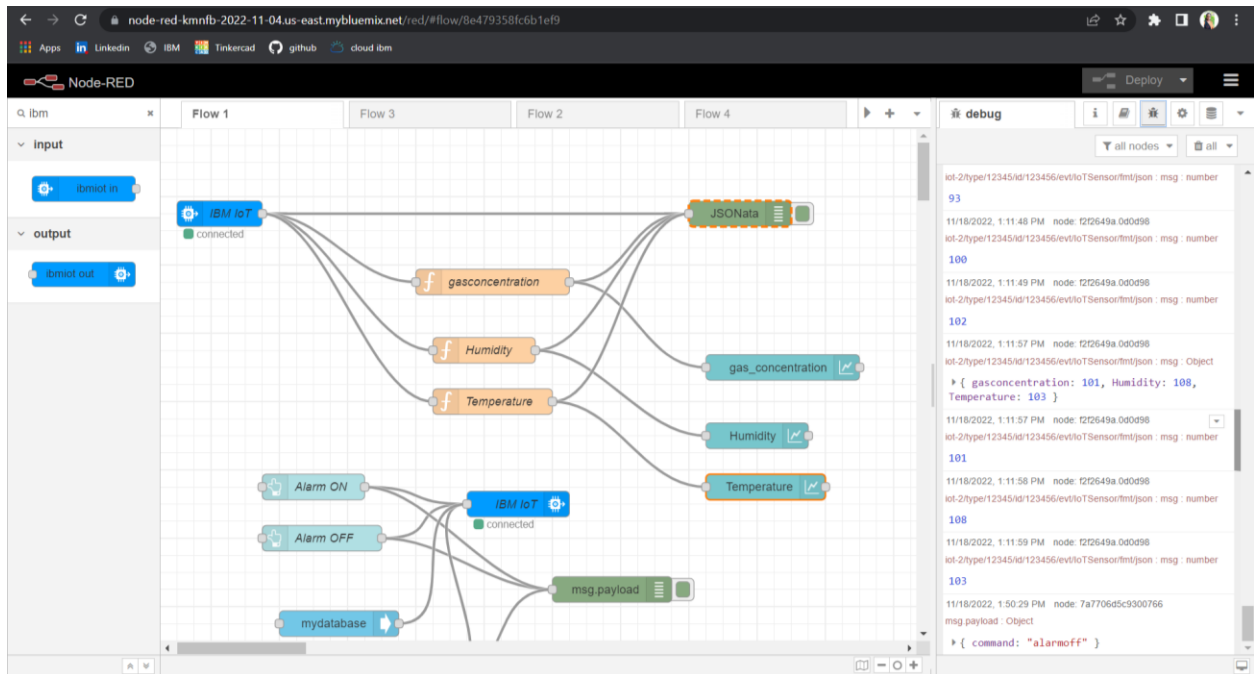 node-red-kmnfb-2022-11-04.us-east.mybluemix.net/red/#flow/8e479358fc6b1ef9
Apps Linkedin IBM Tinkercad github cloud ibm
Node-RED
Deploy
ibm
input
ibmiot in
output
ibmiot out
Flow 1 Flow 3 Flow 2 Flow 4
IBM IoT
connected
JSONata
gasconcentration
Humidity
gas_concentration
Temperature
Humidity
Temperature
Alarm ON
IBM IoT
connected
Alarm OFF
msg.payload
mydatabase
debug
all nodes all
iot-2/type/12345/id/123456/evt/IoTSensor/fmt/json : msg : number
93
11/18/2022, 1:11:48 PM node: f2f2649a.0d0d98
iot-2/type/12345/id/123456/evt/IoTSensor/fmt/json : msg : number
100
11/18/2022, 1:11:49 PM node: f2f2649a.0d0d98
iot-2/type/12345/id/123456/evt/IoTSensor/fmt/json : msg : number
102
11/18/2022, 1:11:57 PM node: f2f2649a.0d0d98
iot-2/type/12345/id/123456/evt/IoTSensor/fmt/json : msg : Object
{ gasconcentration: 101, Humidity: 108,
Temperature: 103 }
11/18/2022, 1:11:57 PM node: f2f2649a.0d0d98
iot-2/type/12345/id/123456/evt/IoTSensor/fmt/json : msg : number
101
11/18/2022, 1:11:58 PM node: f2f2649a.0d0d98
iot-2/type/12345/id/123456/evt/IoTSensor/fmt/json : msg : number
108
11/18/2022, 1:11:59 PM node: f2f2649a.0d0d98
iot-2/type/12345/id/123456/evt/IoTSensor/fmt/json : msg : number
103
11/18/2022, 1:50:29 PM node: 7a7706d5c9300766
msg.payload : Object
{ command: "alarmoff" }